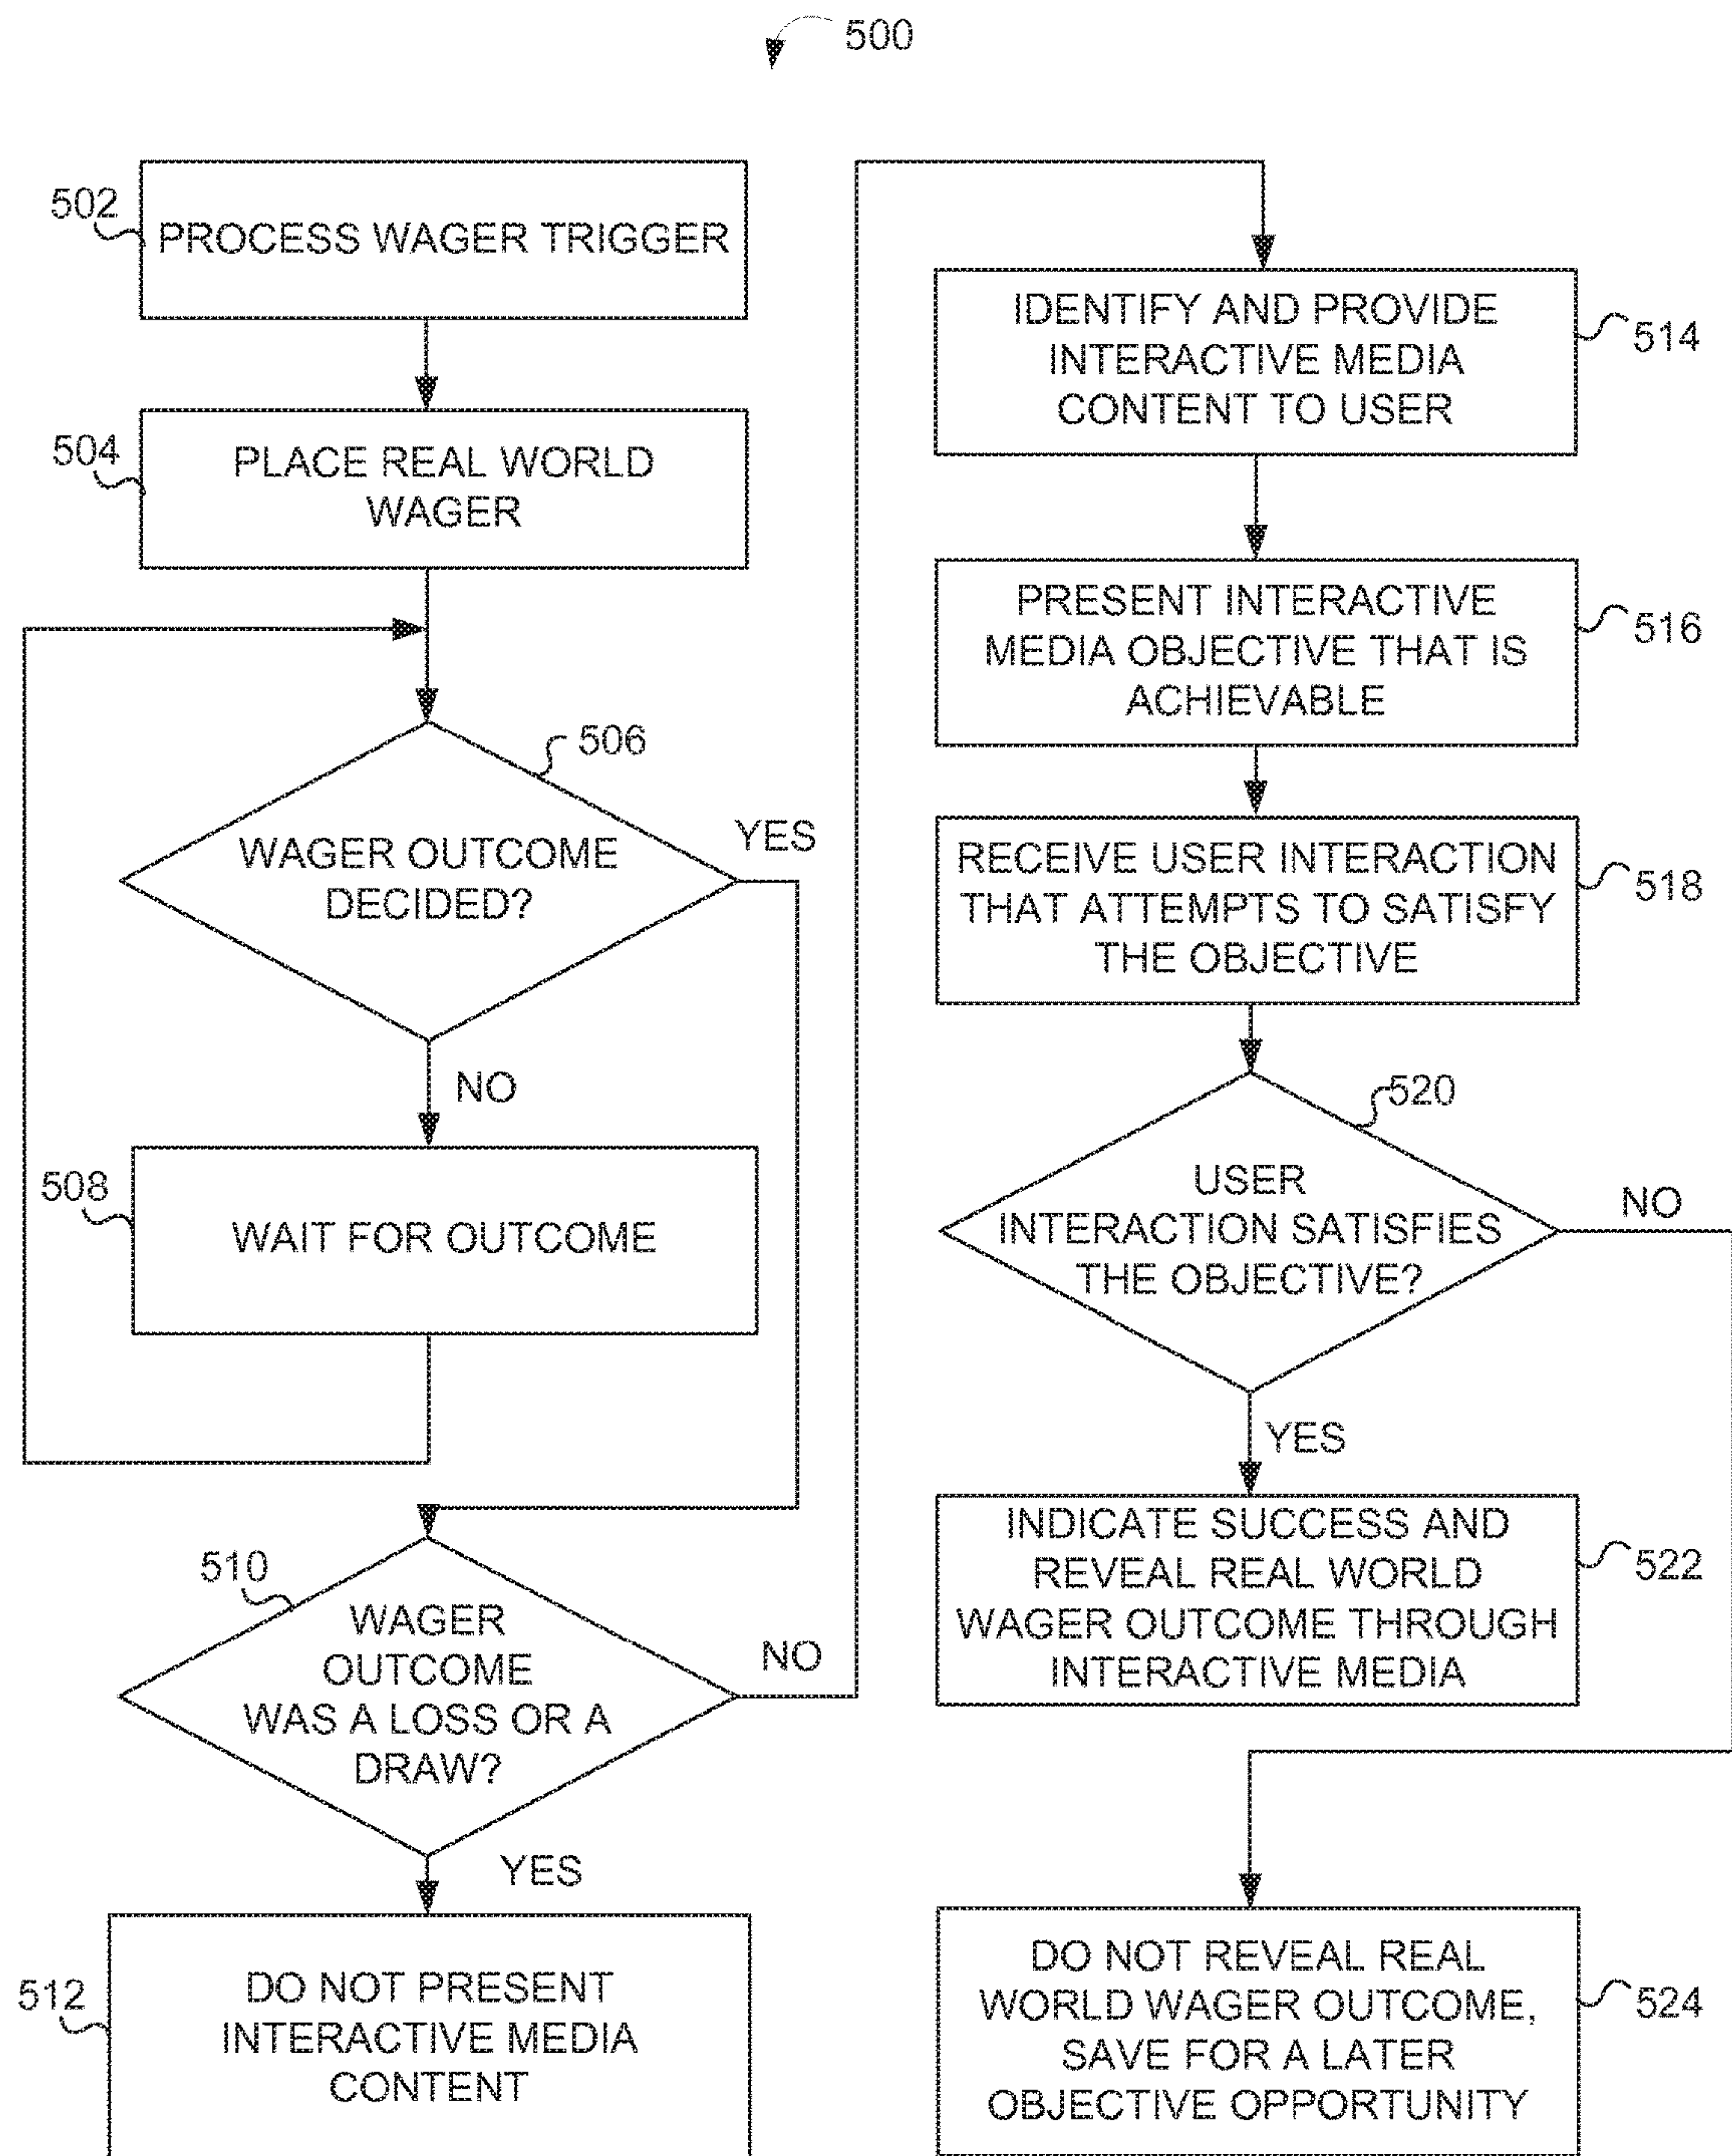 500
502
PROCESS WAGER TRIGGER
504
PLACE REAL WORLD
WAGER
506
WAGER OUTCOME
DECIDED?
YES
NO
508
WAIT FOR OUTCOME
510
WAGER
OUTCOME
WAS A LOSS OR A
DRAW?
NO
YES
512
DO NOT PRESENT
INTERACTIVE MEDIA
CONTENT
IDENTIFY AND PROVIDE
INTERACTIVE MEDIA
CONTENT TO USER
514
PRESENT INTERACTIVE
MEDIA OBJECTIVE THAT IS
ACHIEVABLE
516
RECEIVE USER INTERACTION
THAT ATTEMPTS TO SATISFY
THE OBJECTIVE
518
520
USER
INTERACTION SATISFIES
THE OBJECTIVE?
NO
YES
INDICATE SUCCESS AND
REVEAL REAL WORLD
WAGER OUTCOME THROUGH
INTERACTIVE MEDIA
522
DO NOT REVEAL REAL
WORLD WAGER OUTCOME,
SAVE FOR A LATER
OBJECTIVE OPPORTUNITY
524